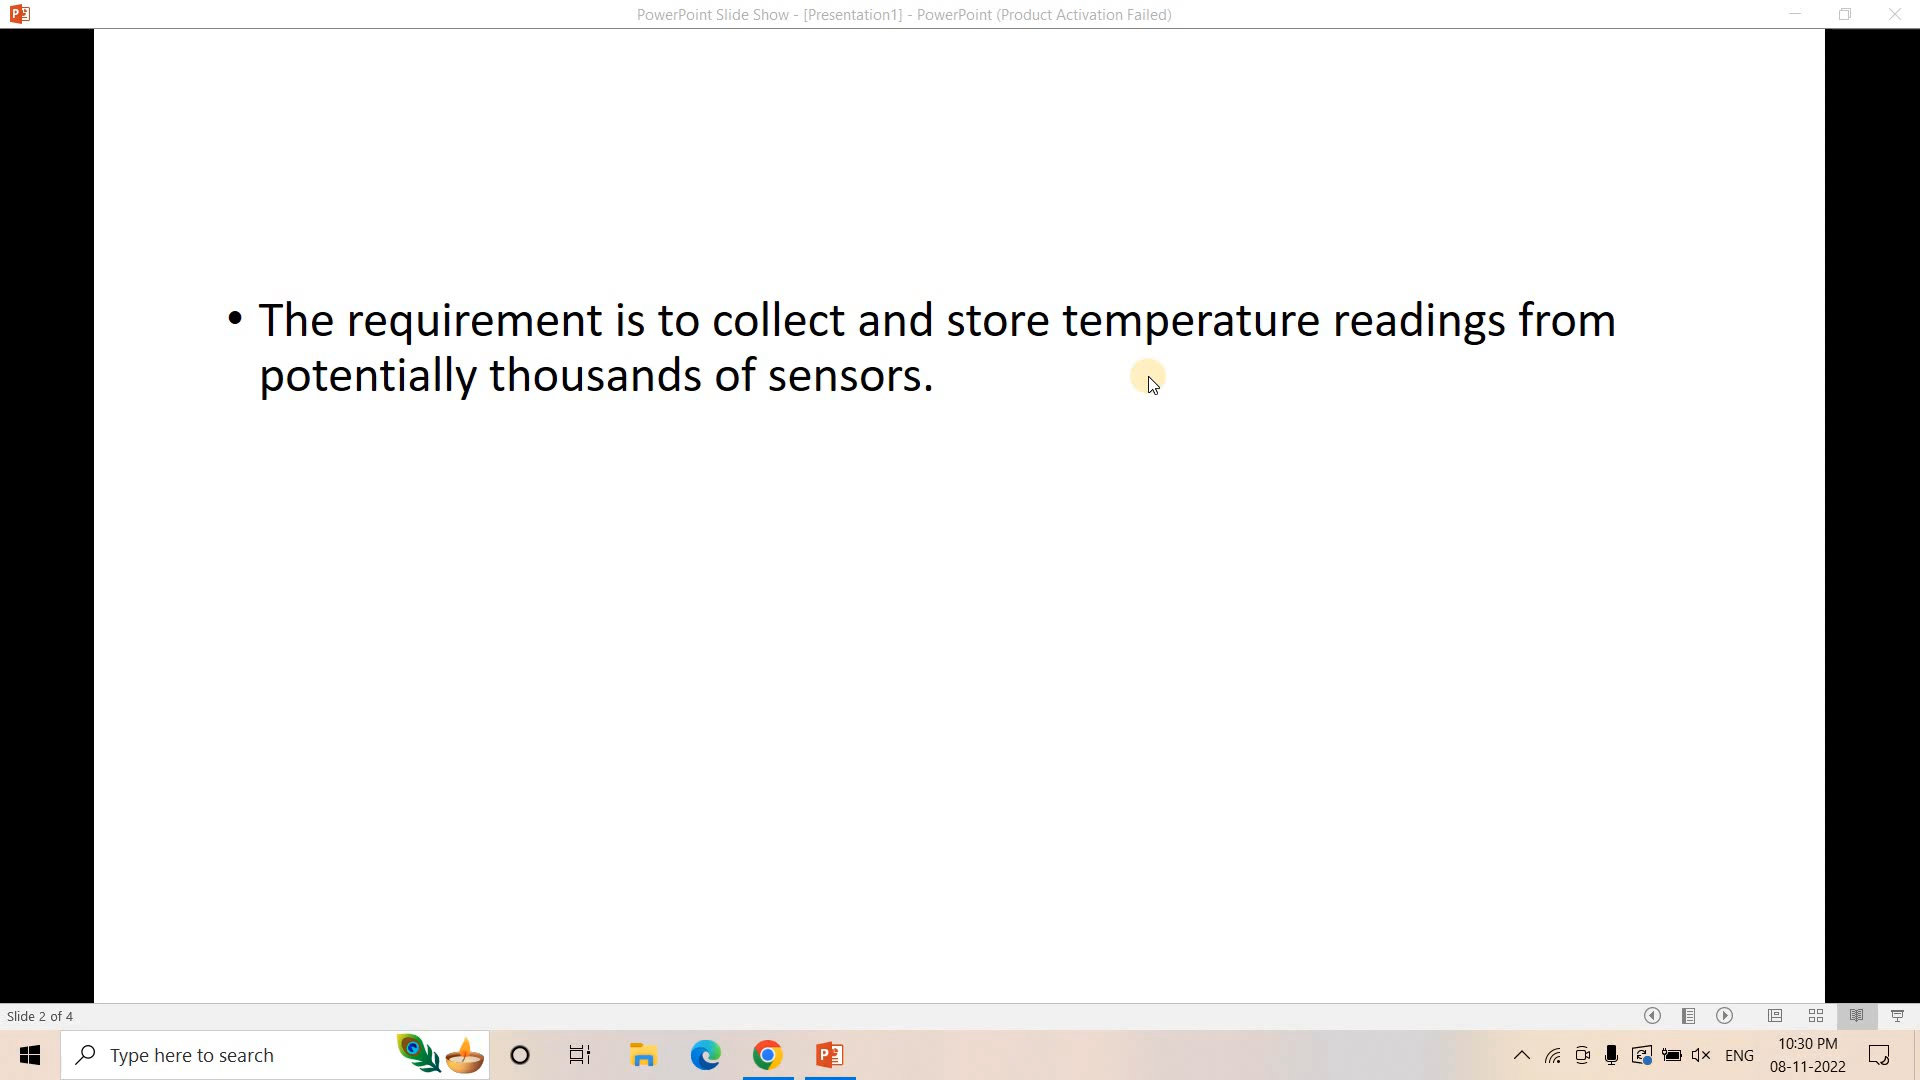 PowerPoint Slide Show - [Presentation1] - PowerPoint (Product Activation Failed)
• The requirement is to collect and store temperature readings from
potentially thousands of sensors.
Slide 2 of 4
Type here to search
ENG
10:30 PM
08-11-2022